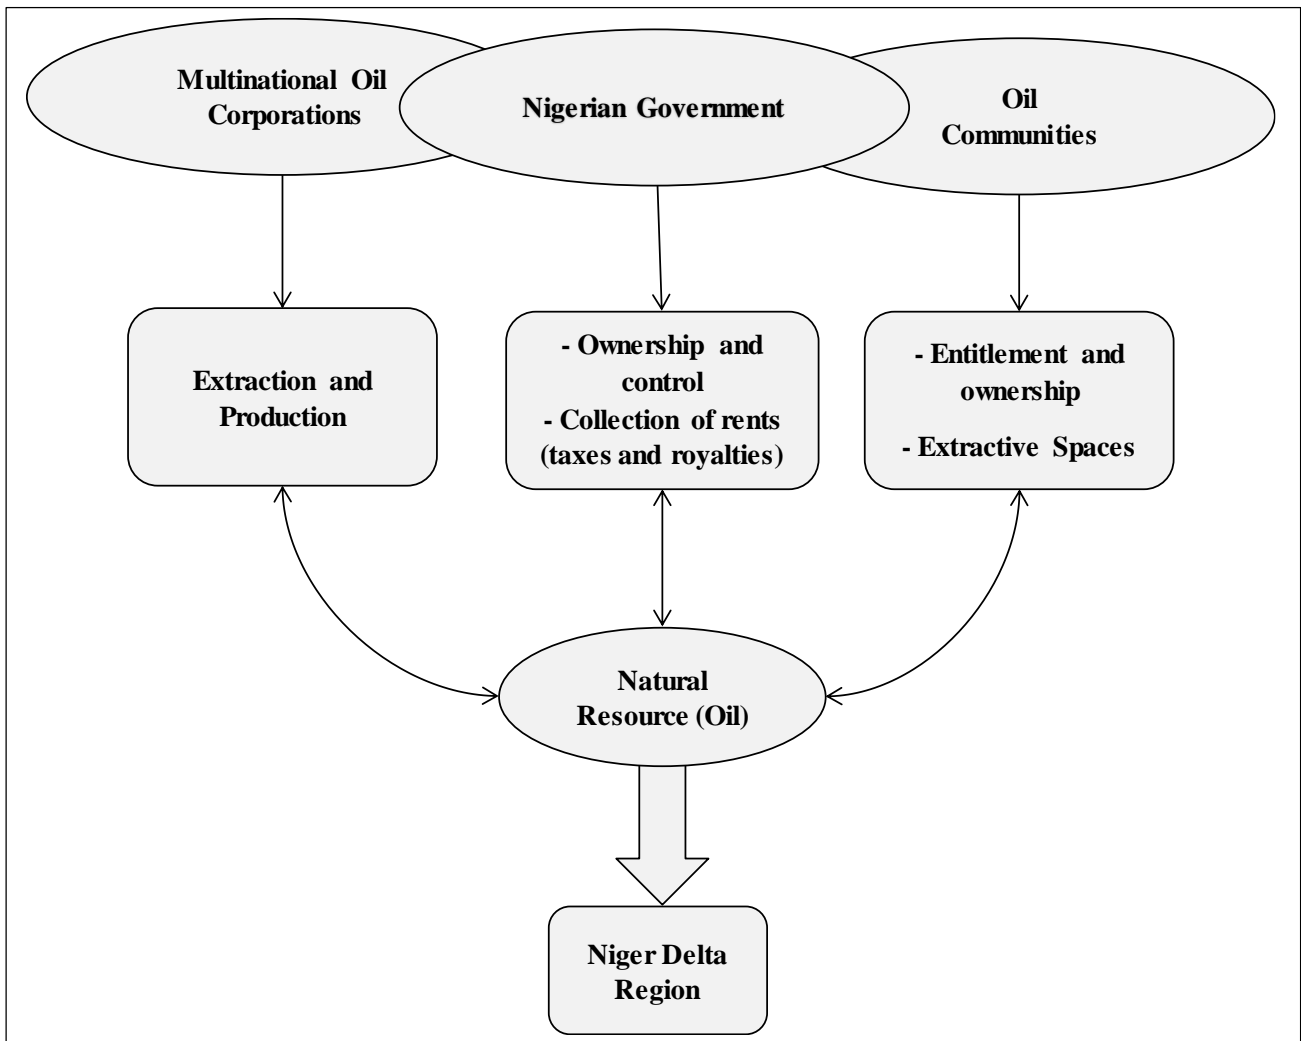 Multinational Oil
Corporations
Nigerian Government
Oil
Communities
Extraction and
Production
- Ownership and
control
- Collection of rents
(taxes and royalties)
- Entitlement and
ownership
- Extractive Spaces
Natural
Resource (Oil)
Niger Delta
Region